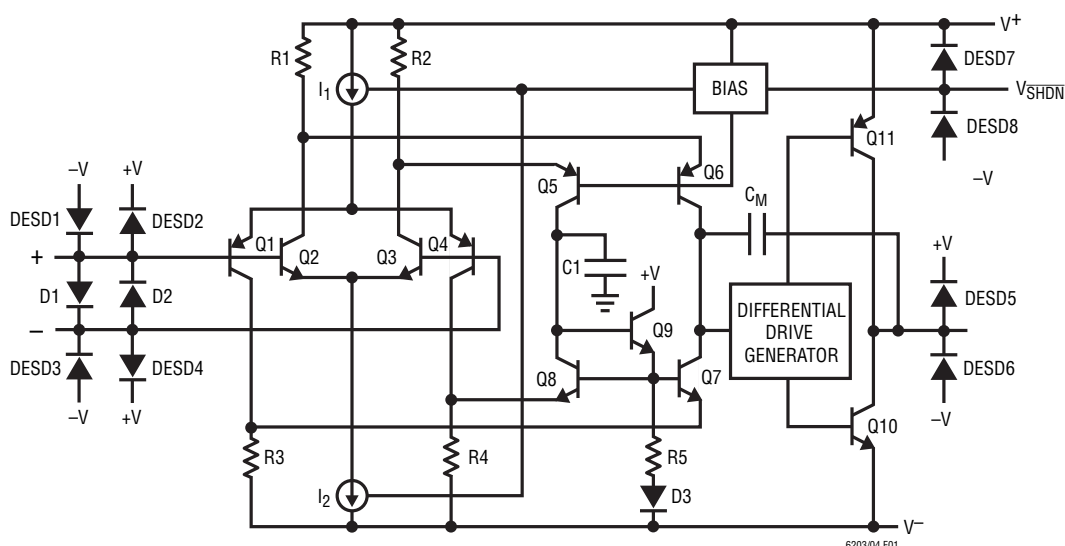 V+
R1
R2
DESD7
I1
BIAS
VSHDN
DESD8
Q11
–V
+V
–V
Q6
Q5
CM
DESD1
DESD2
+V
+
Q1
Q2
Q3
Q4
C1
+V
D1
D2
DESD5
–
Q9
DIFFERENTIAL
DRIVE
GENERATOR
DESD3
DESD4
Q8
Q7
DESD6
–V
+V
–V
Q10
R3
R4
R5
I2
D3
V–
6203/04 F01